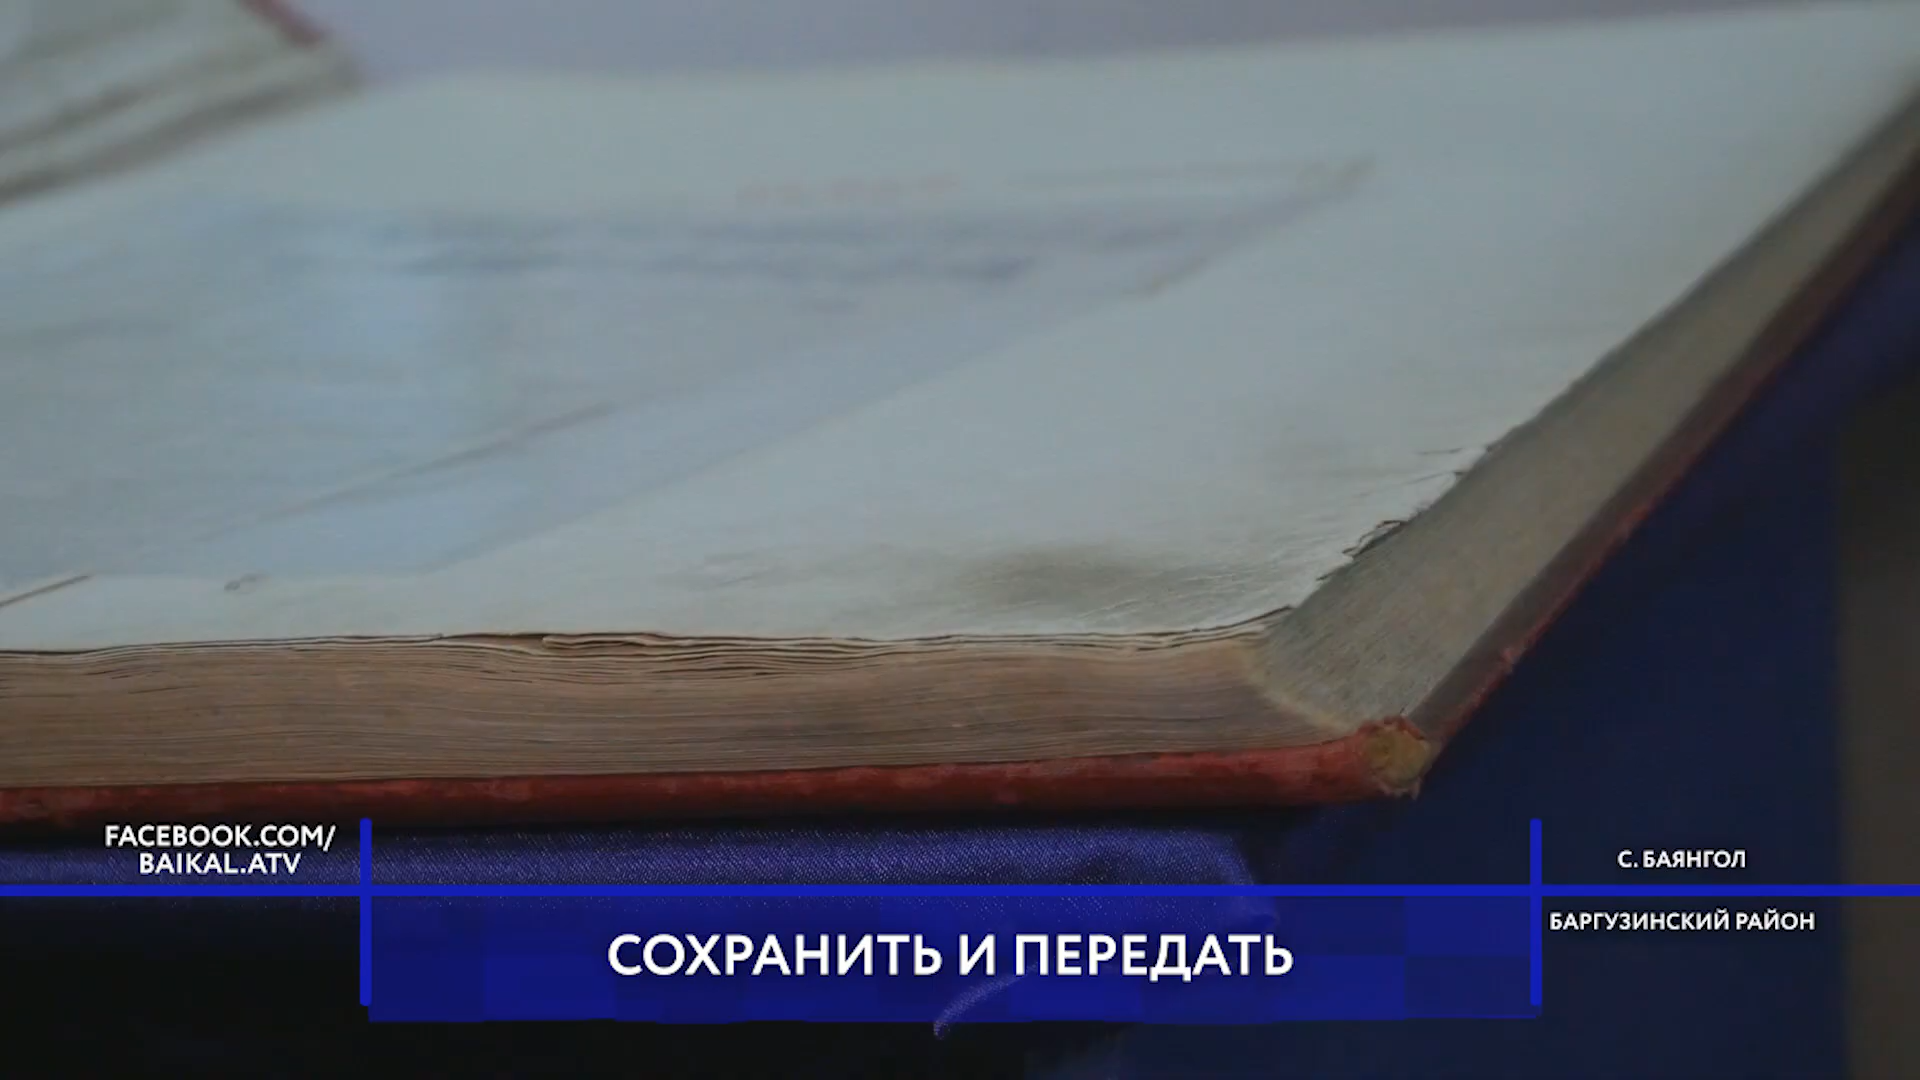 FACEBOOK.COM/
BAIKAL.ATV
С. БАЯНГОЛ
БАРГУЗИНСКИЙ РАЙОН
СОХРАНИТЬ И ПЕРЕДАТЬ